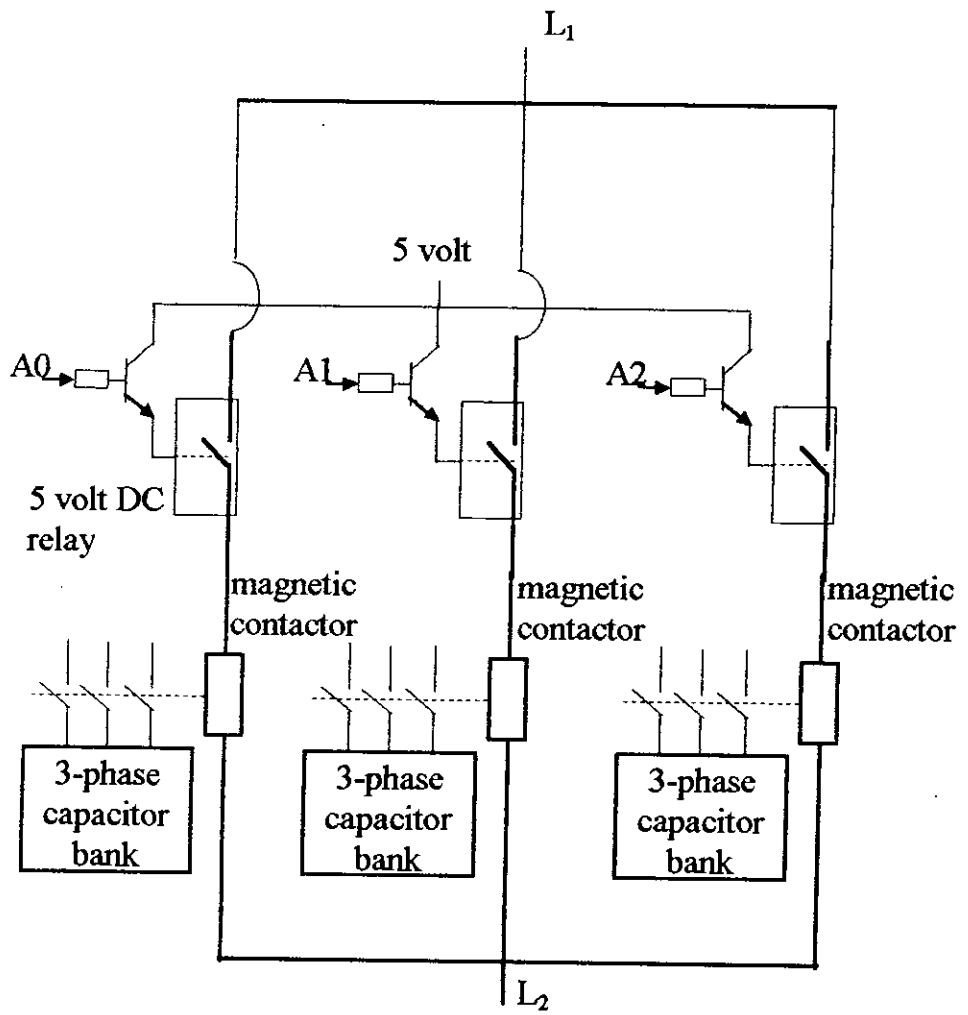 L₁
5 volt
A0
A1
A2
5 volt DC
relay
magnetic
contactor
magnetic
contactor
magnetic
contactor
3-phase
capacitor
bank
3-phase
capacitor
bank
3-phase
capacitor
bank
L₂